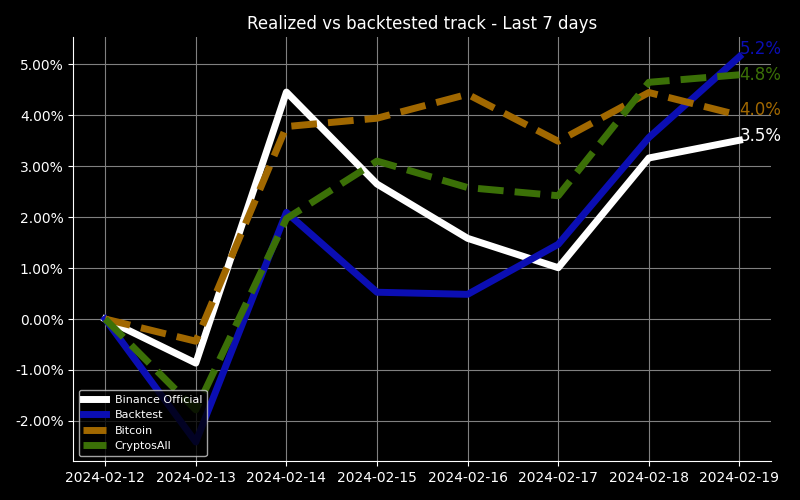 Realized vs backtested track - Last 7 days
5.2%
5.00%
4.8%
4.00%
4.0%
3.5%
3.00%
2.00%
1.00%
0.00%
-1.00%
-2.00%
Binance Official
Backtest
Bitcoin
CryptosAll
2024-02-12 2024-02-13 2024-02-14 2024-02-15 2024-02-16 2024-02-17 2024-02-18 2024-02-19